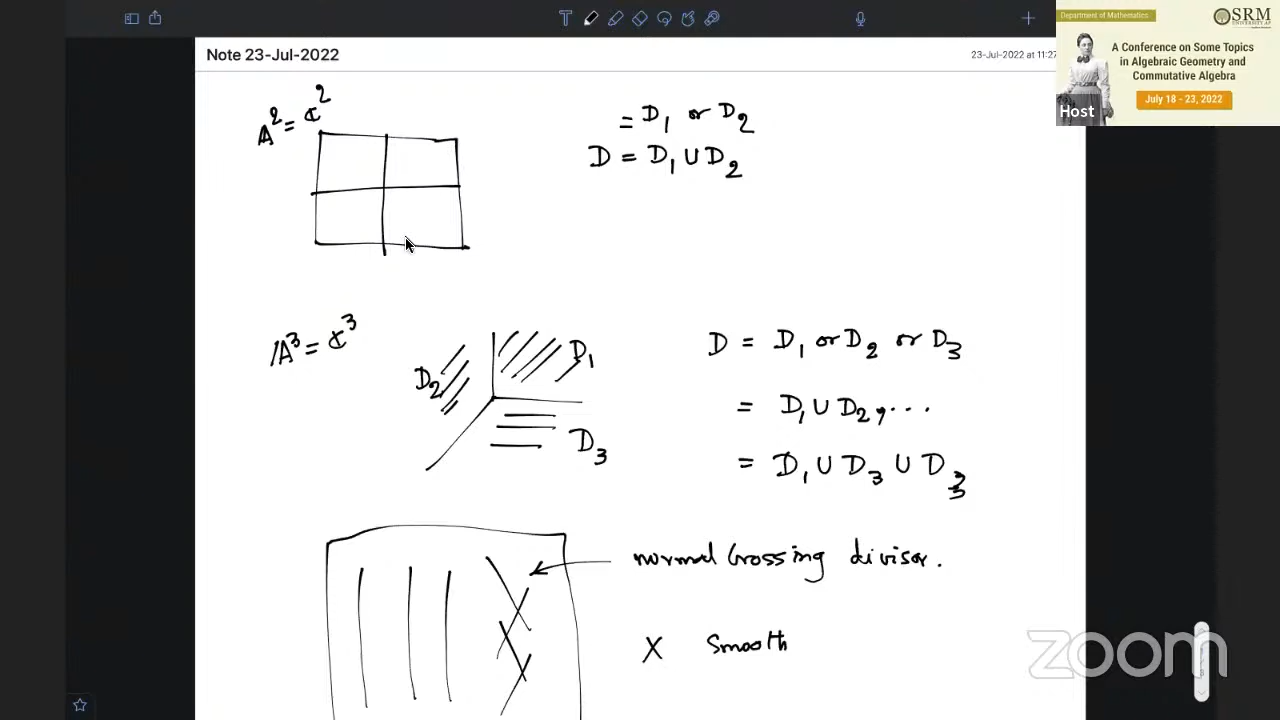 Note 23-Jul-2022
23-Jul-2022 at 11:27
Department of Mathematics
SRM
UNIVERSITY AP
A Conference on Some Topics
in Algebraic Geometry and
Commutative Algebra
July 18 - 23, 2022
Host
𝔸² = ℂ²
= D₁ or D₂
D = D₁ ∪ D₂
𝔸³ = ℂ³
D₁
D₂
D₃
D = D₁ or D₂ or D₃
= D₁ ∪ D₂, ...
= D₁ ∪ D₃ ∪ D₃
normal crossing divisor.
X smooth
zoom